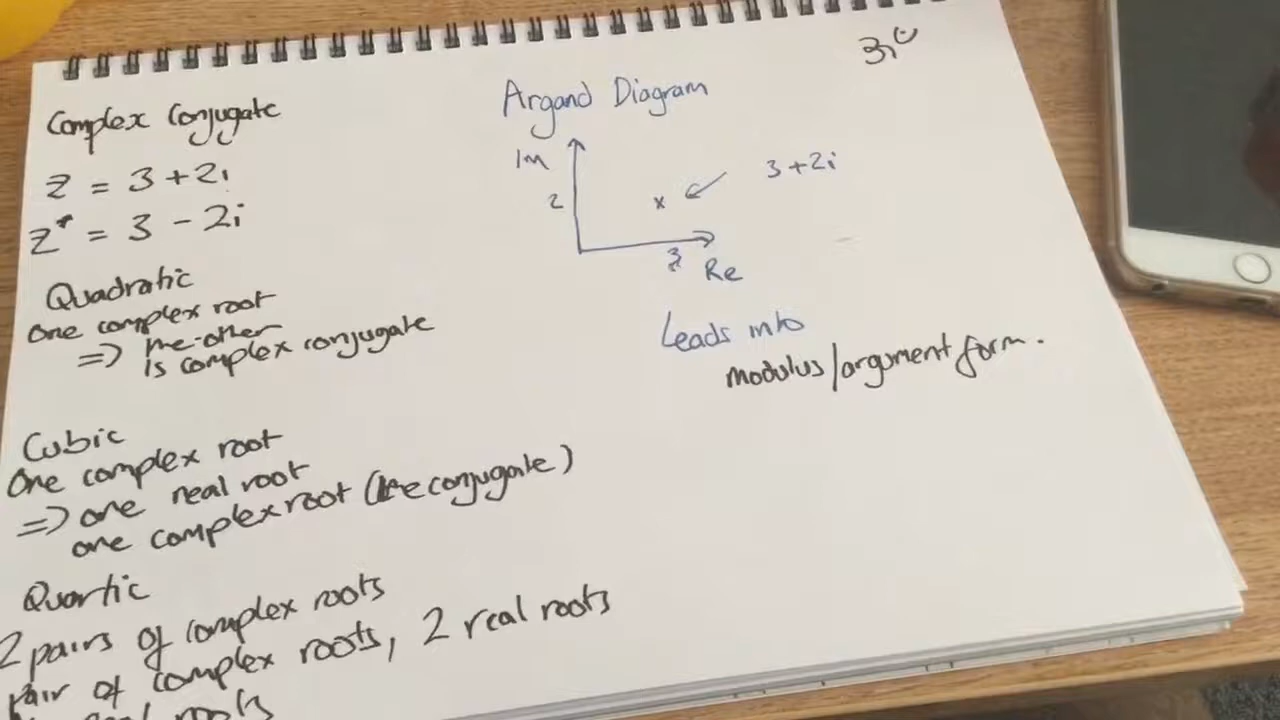 Complex Conjugate
z = 3 + 2i
z* = 3 - 2i
Quadratic
One complex root
=> the other
is complex conjugate
Cubic
One complex root
=> one real root
one complex root (the conjugate)
Quartic
2 pairs of complex roots
Pair of complex roots, 2 real roots
roots
Argand Diagram
Im
2
x
3+2i
3
Re
Leads into
modulus/argument form.